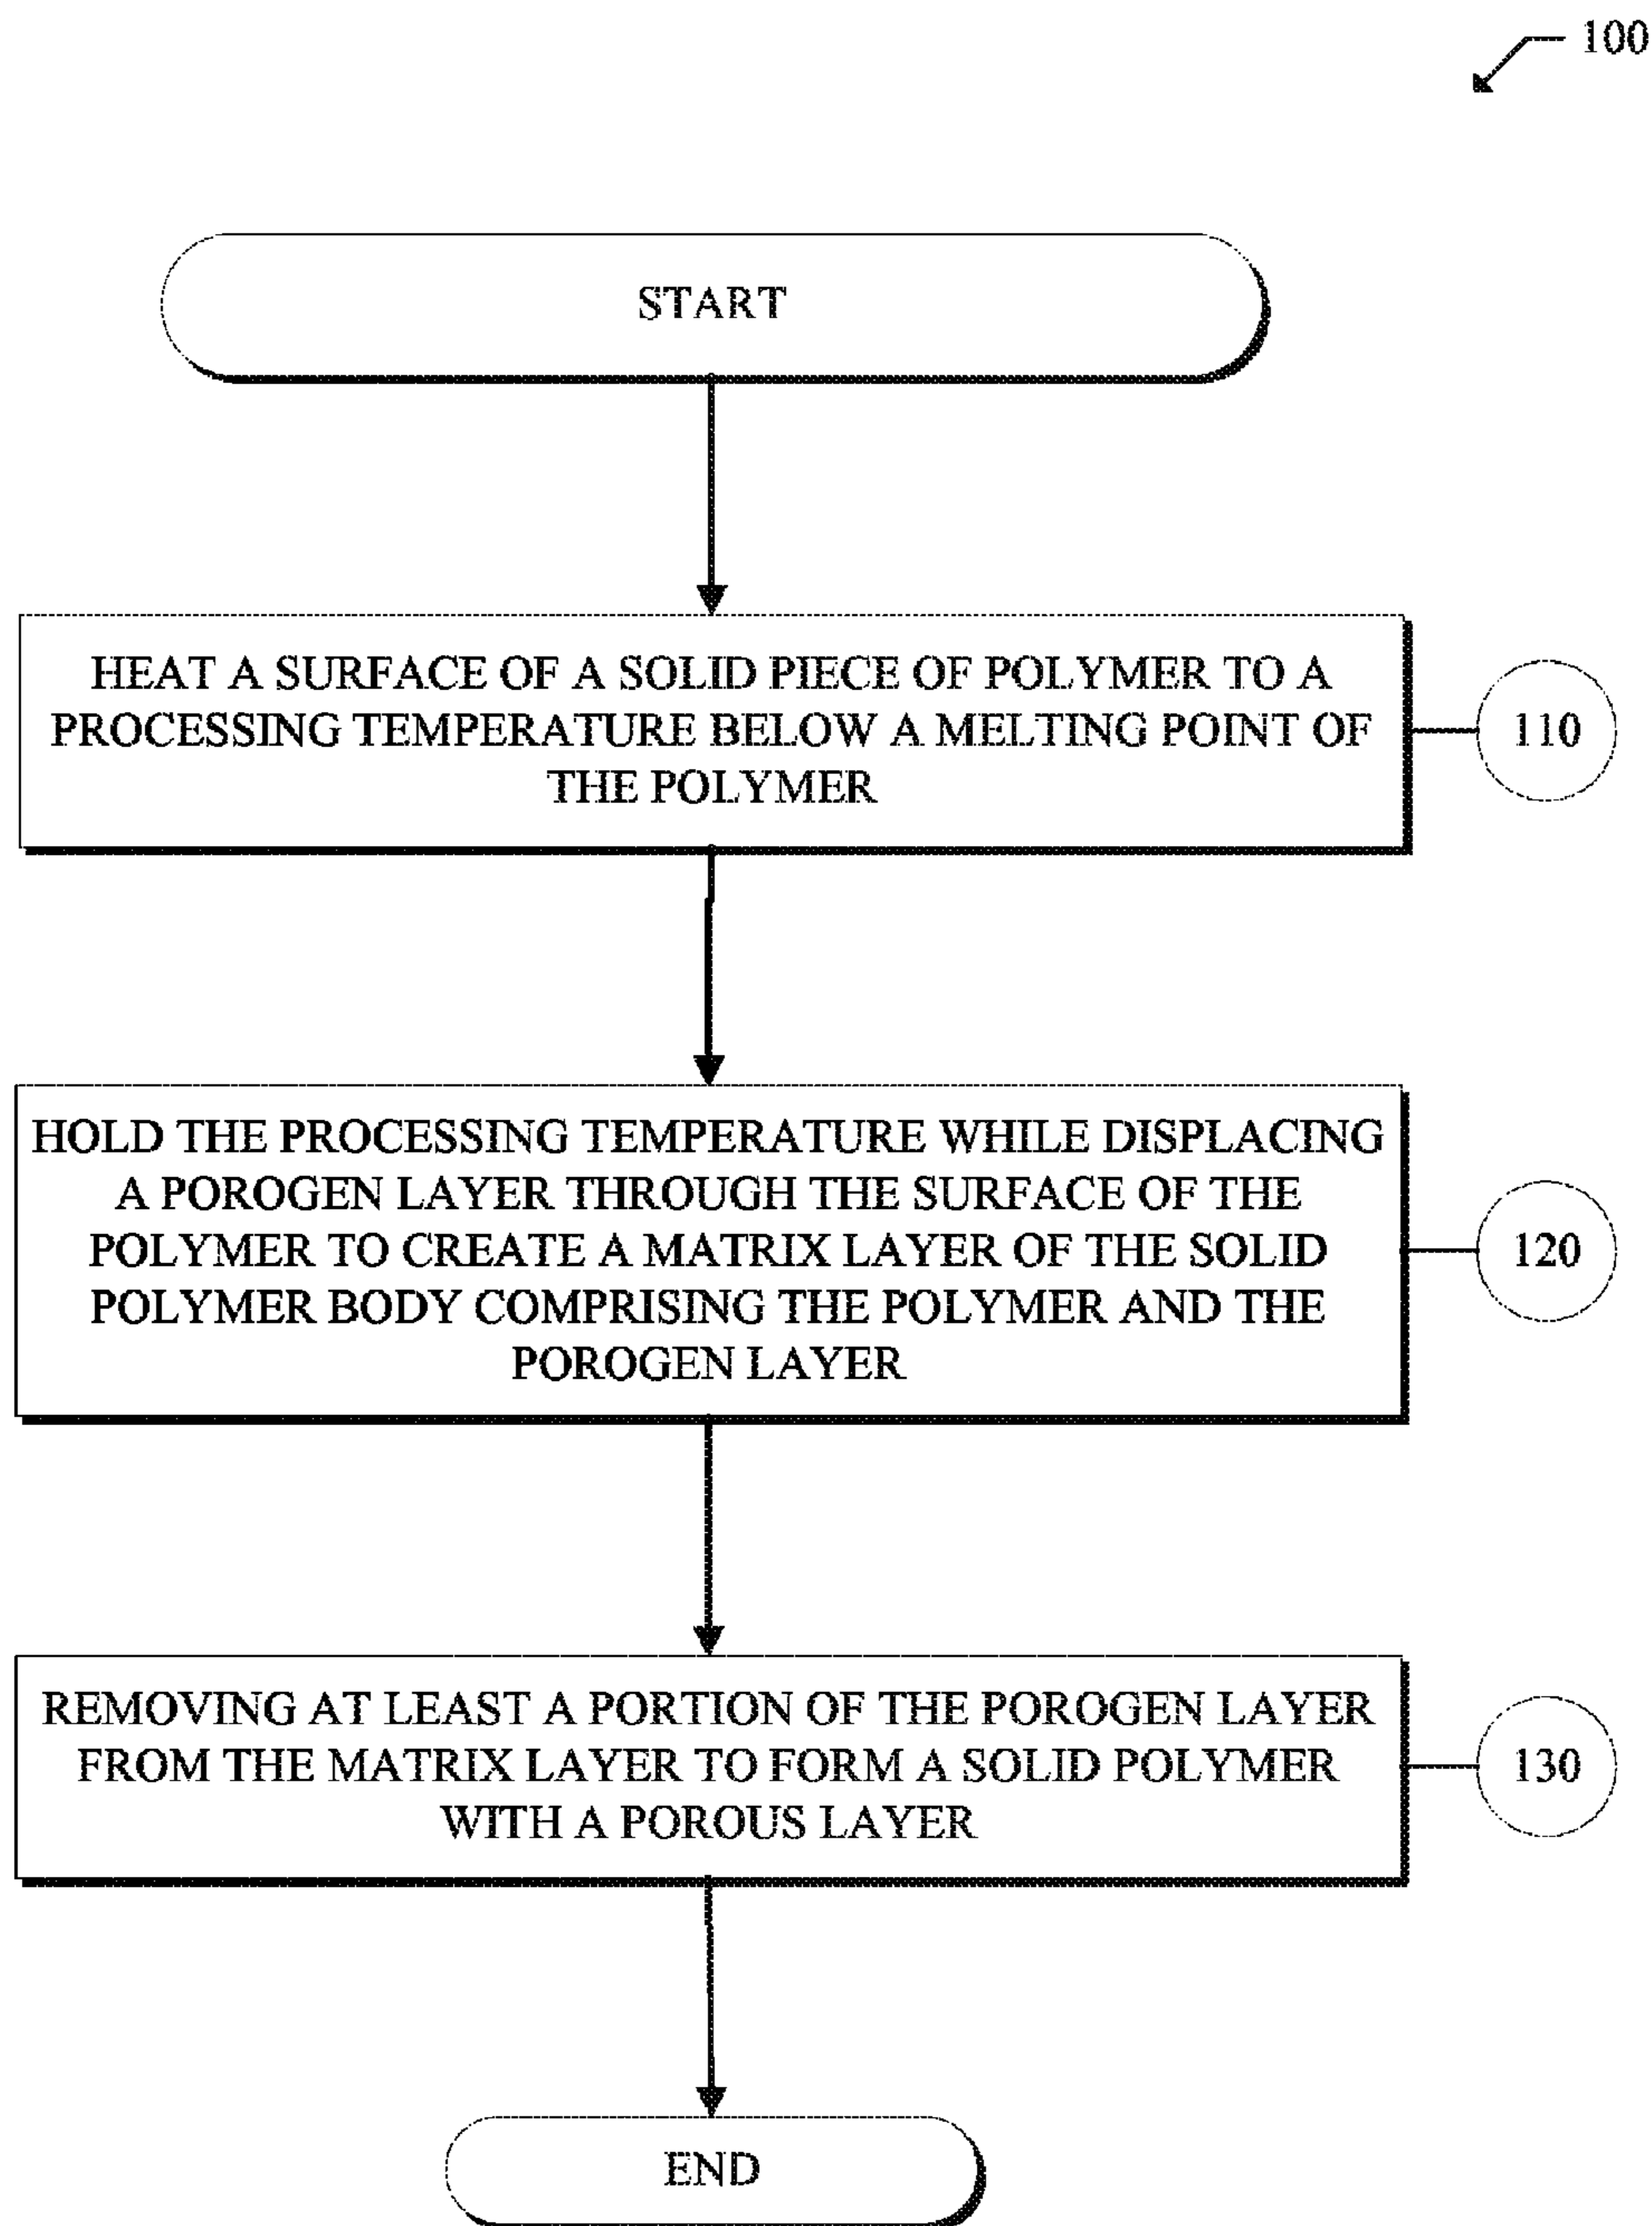 100
START
HEAT A SURFACE OF A SOLID PIECE OF POLYMER TO A
PROCESSING TEMPERATURE BELOW A MELTING POINT OF
THE POLYMER
110
HOLD THE PROCESSING TEMPERATURE WHILE DISPLACING
A POROGEN LAYER THROUGH THE SURFACE OF THE
POLYMER TO CREATE A MATRIX LAYER OF THE SOLID
POLYMER BODY COMPRISING THE POLYMER AND THE
POROGEN LAYER
120
REMOVING AT LEAST A PORTION OF THE POROGEN LAYER
FROM THE MATRIX LAYER TO FORM A SOLID POLYMER
WITH A POROUS LAYER
130
END